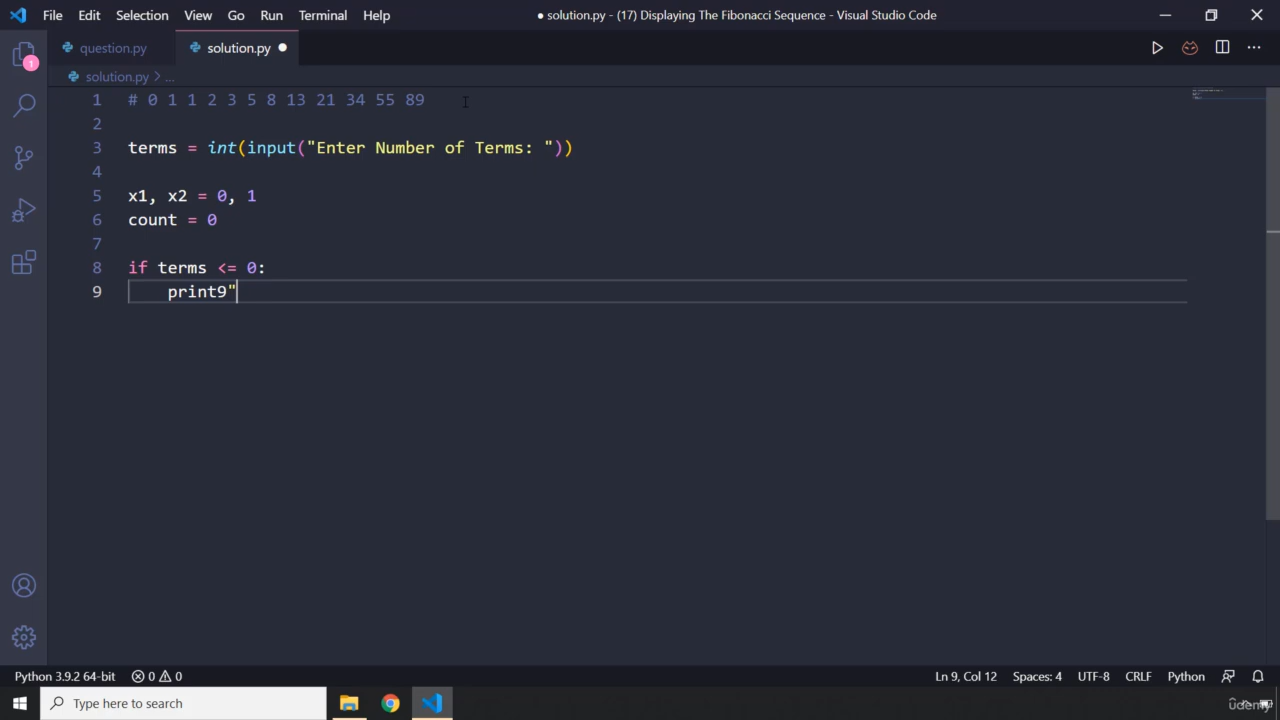 File Edit Selection View Go Run Terminal Help
● solution.py - (17) Displaying The Fibonacci Sequence - Visual Studio Code
question.py
solution.py
solution.py > ...
1
1 # 0 1 1 2 3 5 8 13 21 34 55 89
2
3 terms = int(input("Enter Number of Terms: "))
4
5 x1, x2 = 0, 1
6 count = 0
7
8 if terms <= 0:
9 print9"
Python 3.9.2 64-bit 0 0 Ln 9, Col 12 Spaces: 4 UTF-8 CRLF Python
Type here to search
udemy